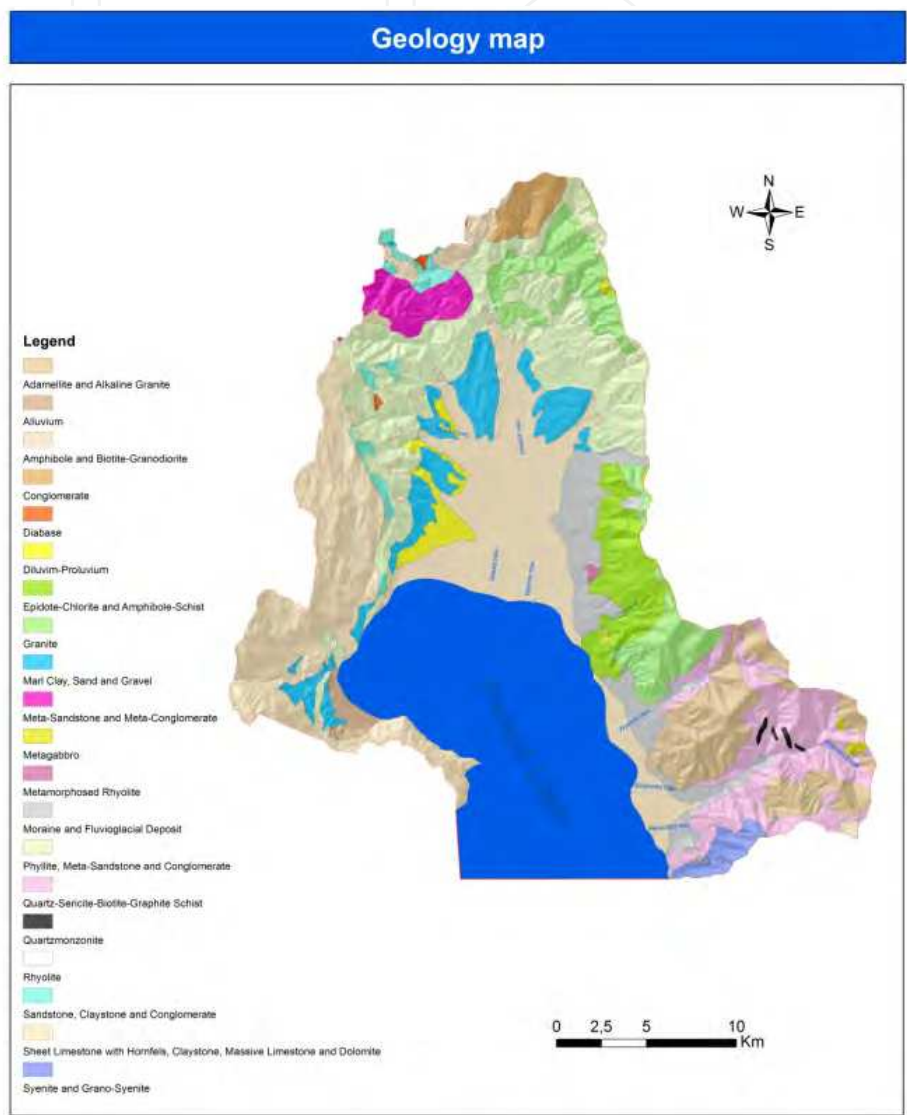 Geology map
N
W E
S
Legend
Adamellite and Alkaline Granite
Alluvium
Amphibole and Biotite-Granodiorite
Conglomerate
Diabase
Diluvim-Proluvium
Epidote-Chlorite and Amphibole-Schist
Granite
Marl Clay, Sand and Gravel
Meta-Sandstone and Meta-Conglomerate
Metagabbro
Metamorphosed Rhyolite
Moraine and Fluvioglacial Deposit
Phyllite, Meta-Sandstone and Conglomerate
Quartz-Sericite-Biotite-Graphite Schist
Quartzmonzonite
Rhyolite
Sandstone, Claystone and Conglomerate
Sheet Limestone with Hornfels, Claystone, Massive Limestone and Dolomite
Syenite and Grano-Syenite
0 2,5 5 10
Km